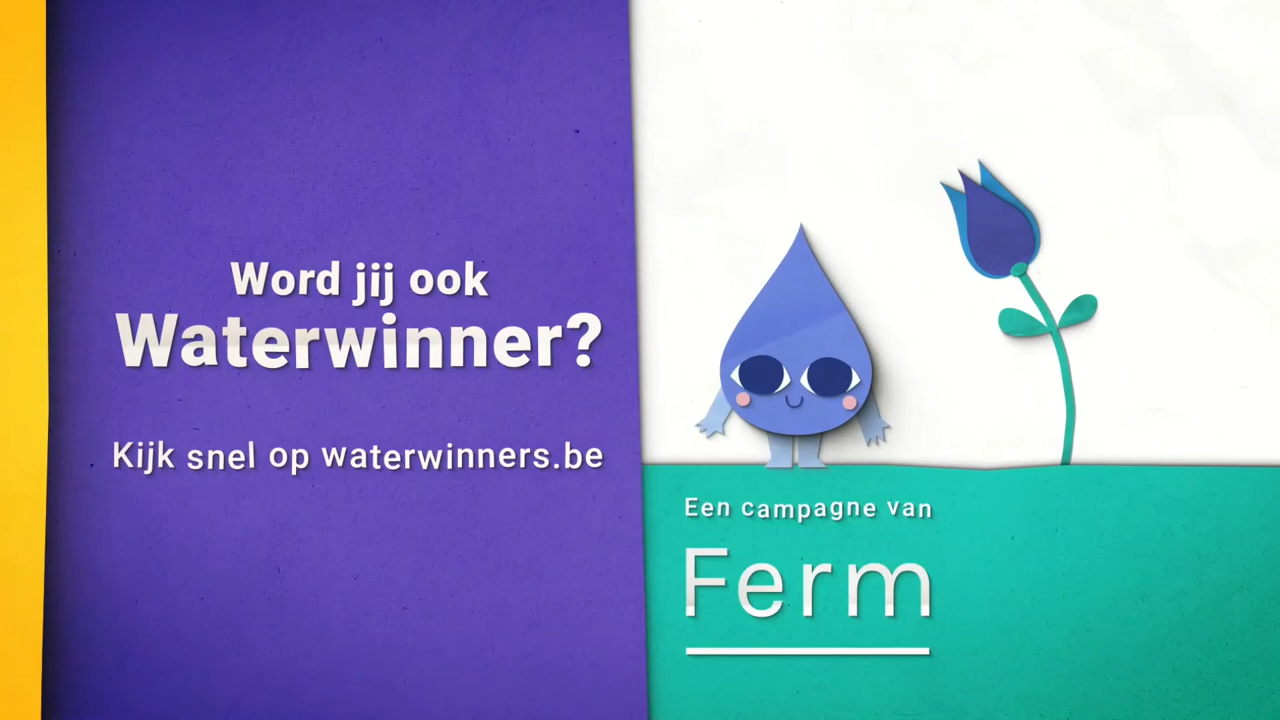 Word jij ook
Waterwinner?
Kijk snel op waterwinners.be
Een campagne van
Ferm